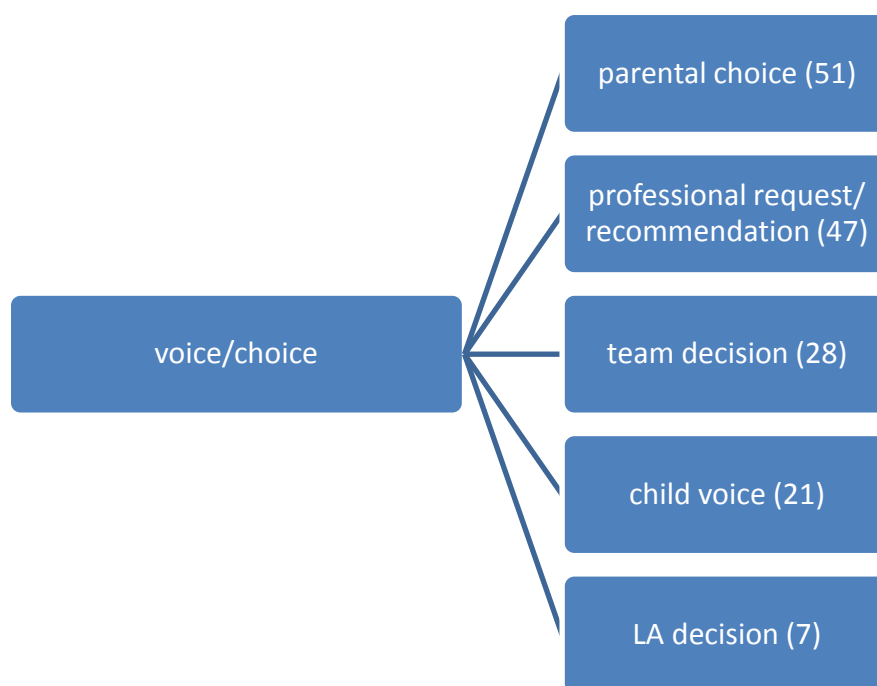 voice/choice
parental choice (51)
professional request/
recommendation (47)
team decision (28)
child voice (21)
LA decision (7)